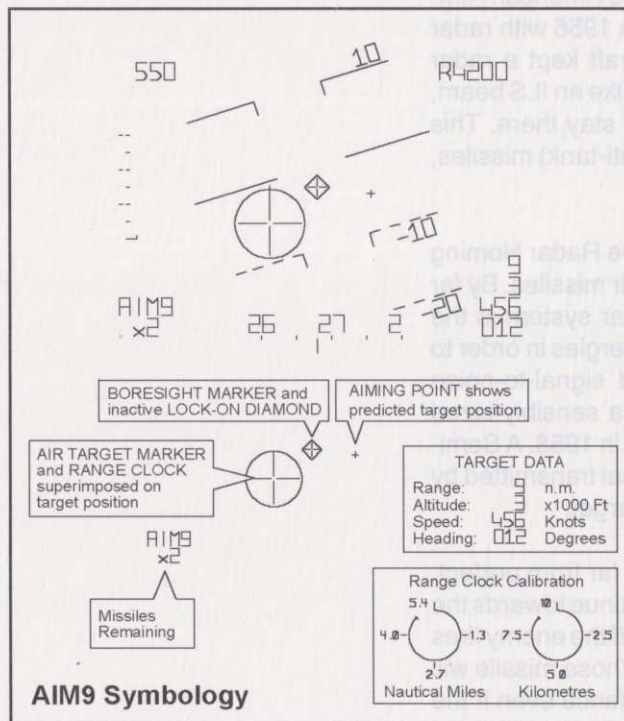 550
10
R4200
-10
3
3
-20
456
012
AIM9
x2
26 27 2
BORESIGHT MARKER and
inactive LOCK-ON DIAMOND
AIMING POINT shows
predicted target position
AIR TARGET MARKER
and RANGE CLOCK
superimposed on
target position
AIM9
x2
Missiles
Remaining
TARGET DATA
Range: 3 n.m.
Altitude: 3 x1000 Ft
Speed: 456 Knots
Heading: 012 Degrees
Range Clock Calibration
5.4 10
4.0 1.3 7.5 2.5
2.7 5.0
Nautical Miles Kilometres
AIM9 Symbology